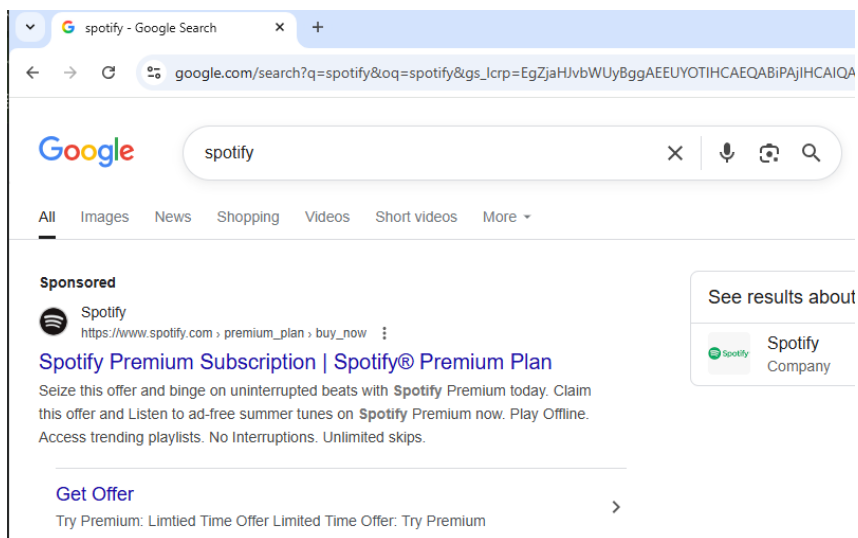 spotify - Google Search
google.com/search?q=spotify&oq=spotify&gs_lcrp=EgZjaHJvbWUyBggAEEUYOTIHCAEQABiPAjIHCAIQA
Google
spotify
All Images News Shopping Videos Short videos More
Sponsored
Spotify
https://www.spotify.com › premium_plan › buy_now
Spotify Premium Subscription | Spotify® Premium Plan
Seize this offer and binge on uninterrupted beats with Spotify Premium today. Claim
this offer and Listen to ad-free summer tunes on Spotify Premium now. Play Offline.
Access trending playlists. No Interruptions. Unlimited skips.
Get Offer
Try Premium: Limtied Time Offer Limited Time Offer: Try Premium
See results about
Spotify
Spotify
Company